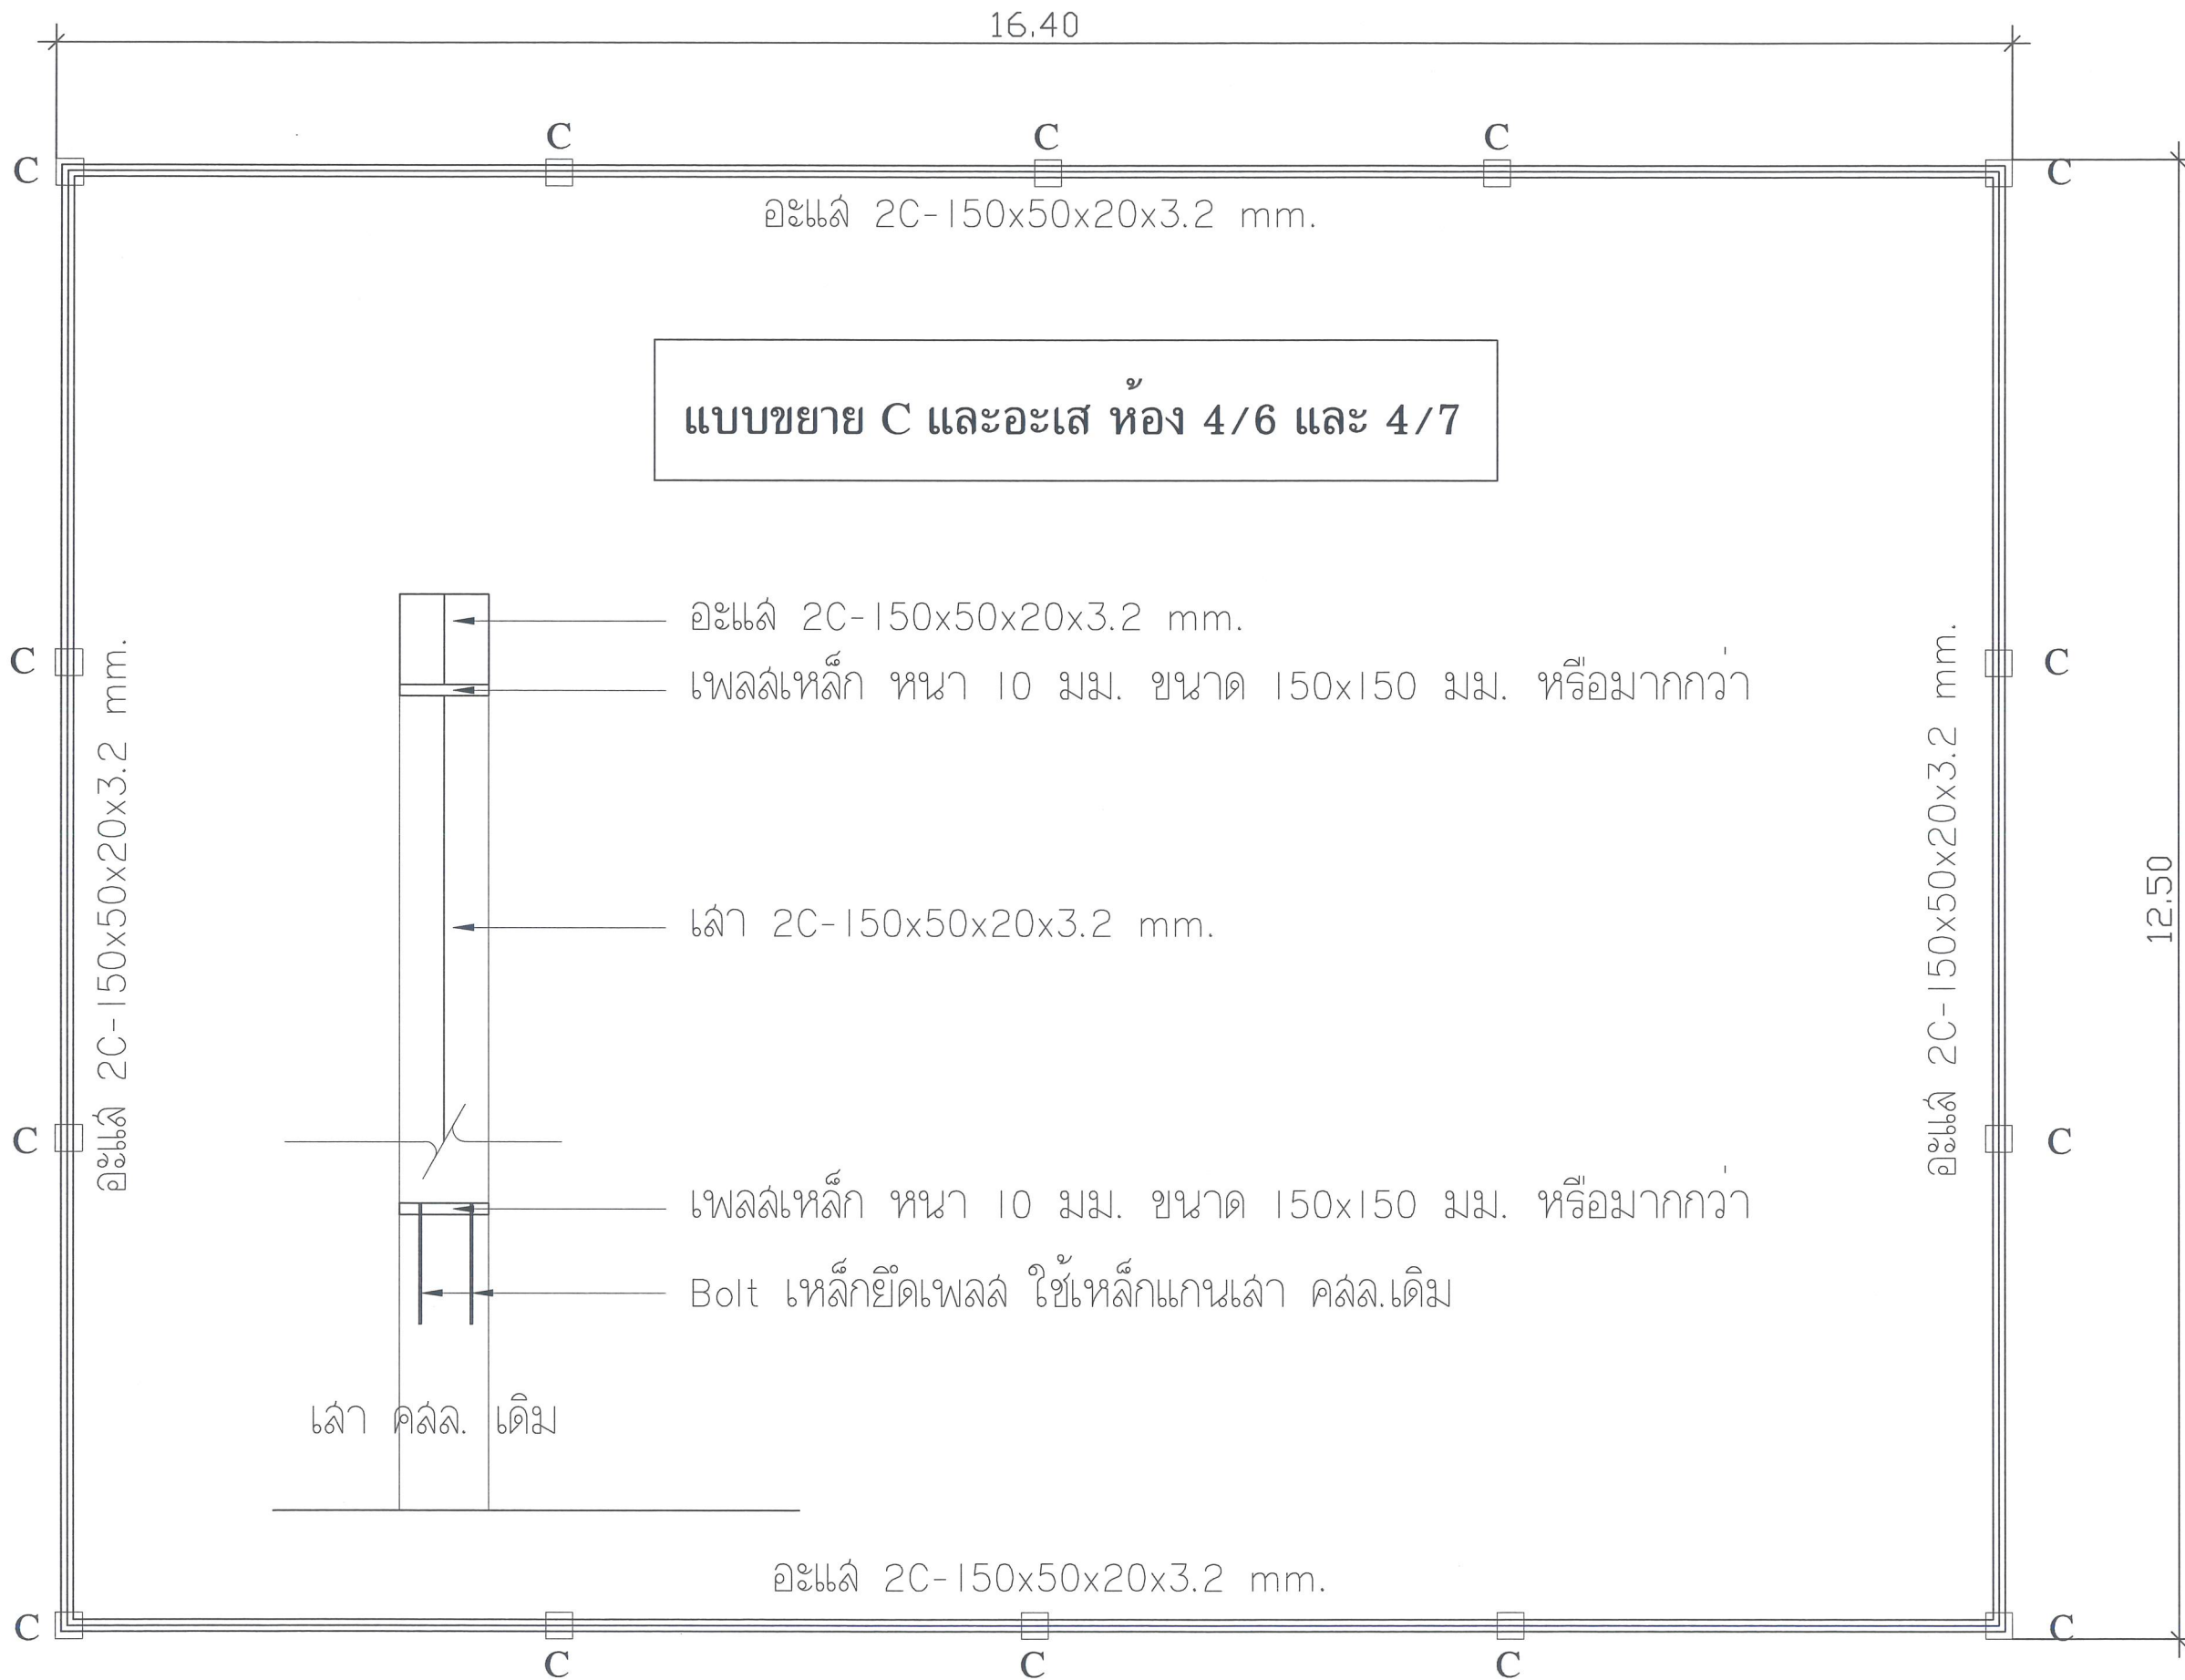 16.40
C
C
C
C
C
อะแส 2C-150x50x20x3.2 mm.
แบบขยาย C และอะเส ห้อง 4/6 และ 4/7
อะแส 2C-150x50x20x3.2 mm.
เพลสเหล็ก หนา 10 มม. ขนาด 150x150 มม. หรือมากกว่า
C
อะแส 2C-150x50x20x3.2 mm.
อะแส 2C-150x50x20x3.2 mm.
C
12.50
เสา 2C-150x50x20x3.2 mm.
C
C
เพลสเหล็ก หนา 10 มม. ขนาด 150x150 มม. หรือมากกว่า
Bolt เหล็กยึดเพลส ใช้เหล็กแกนเสา คสล.เดิม
เสา คสล. เดิม
อะแส 2C-150x50x20x3.2 mm.
C
C
C
C
C